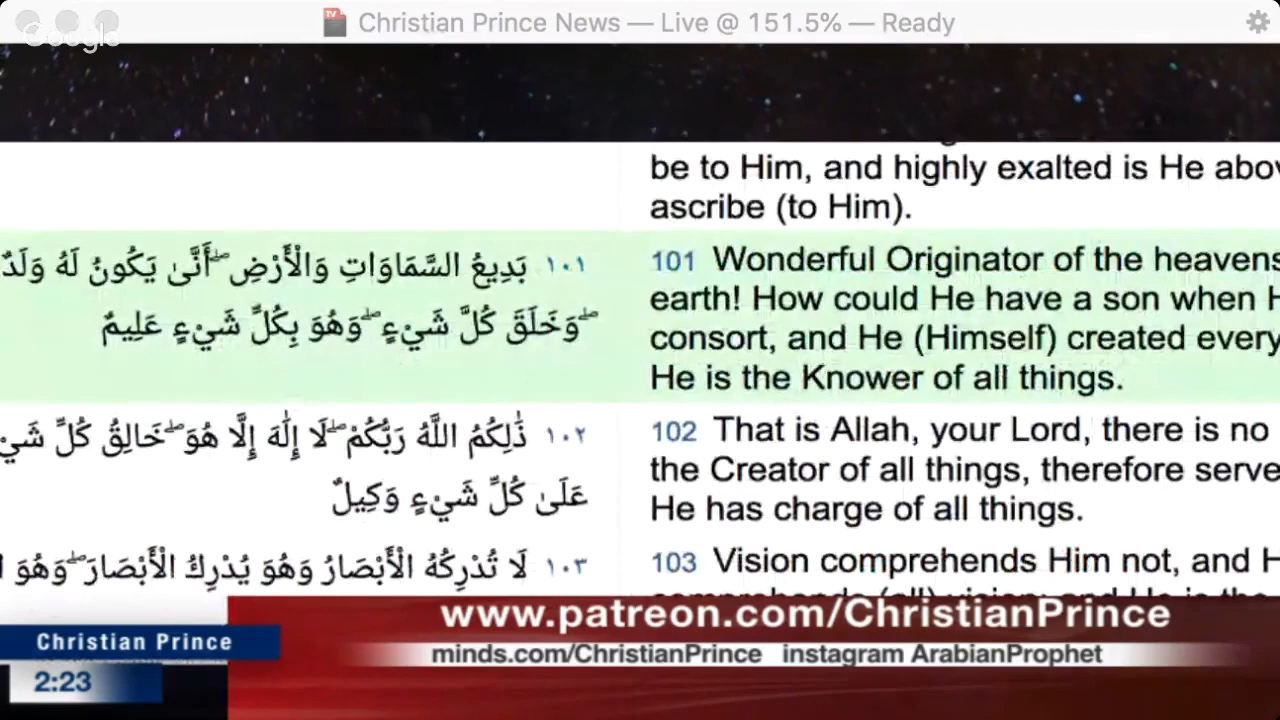 Christian Prince News — Live @ 151.5% — Ready
Google
be to Him, and highly exalted is He abov
ascribe (to Him).
١٠١ بَدِيعُ السَّمَاوَاتِ وَالْأَرْضِ ۖ أَنَّىٰ يَكُونُ لَهُ وَلَدٌ
ۖ وَخَلَقَ كُلَّ شَيْءٍ ۖ وَهُوَ بِكُلِّ شَيْءٍ عَلِيمٌ
101 Wonderful Originator of the heavens
earth! How could He have a son when H
consort, and He (Himself) created every
He is the Knower of all things.
١٠٢ ذَٰلِكُمُ اللَّهُ رَبُّكُمْ ۖ لَا إِلَٰهَ إِلَّا هُوَ ۖ خَالِقُ كُلِّ شَيْ
عَلَىٰ كُلِّ شَيْءٍ وَكِيلٌ
102 That is Allah, your Lord, there is no
the Creator of all things, therefore serve
He has charge of all things.
١٠٣ لَا تُدْرِكُهُ الْأَبْصَارُ وَهُوَ يُدْرِكُ الْأَبْصَارَ ۖ وَهُوَ
103 Vision comprehends Him not, and H
www.patreon.com/ChristianPrince
Christian Prince
minds.com/ChristianPrince instagram ArabianProphet
2:23